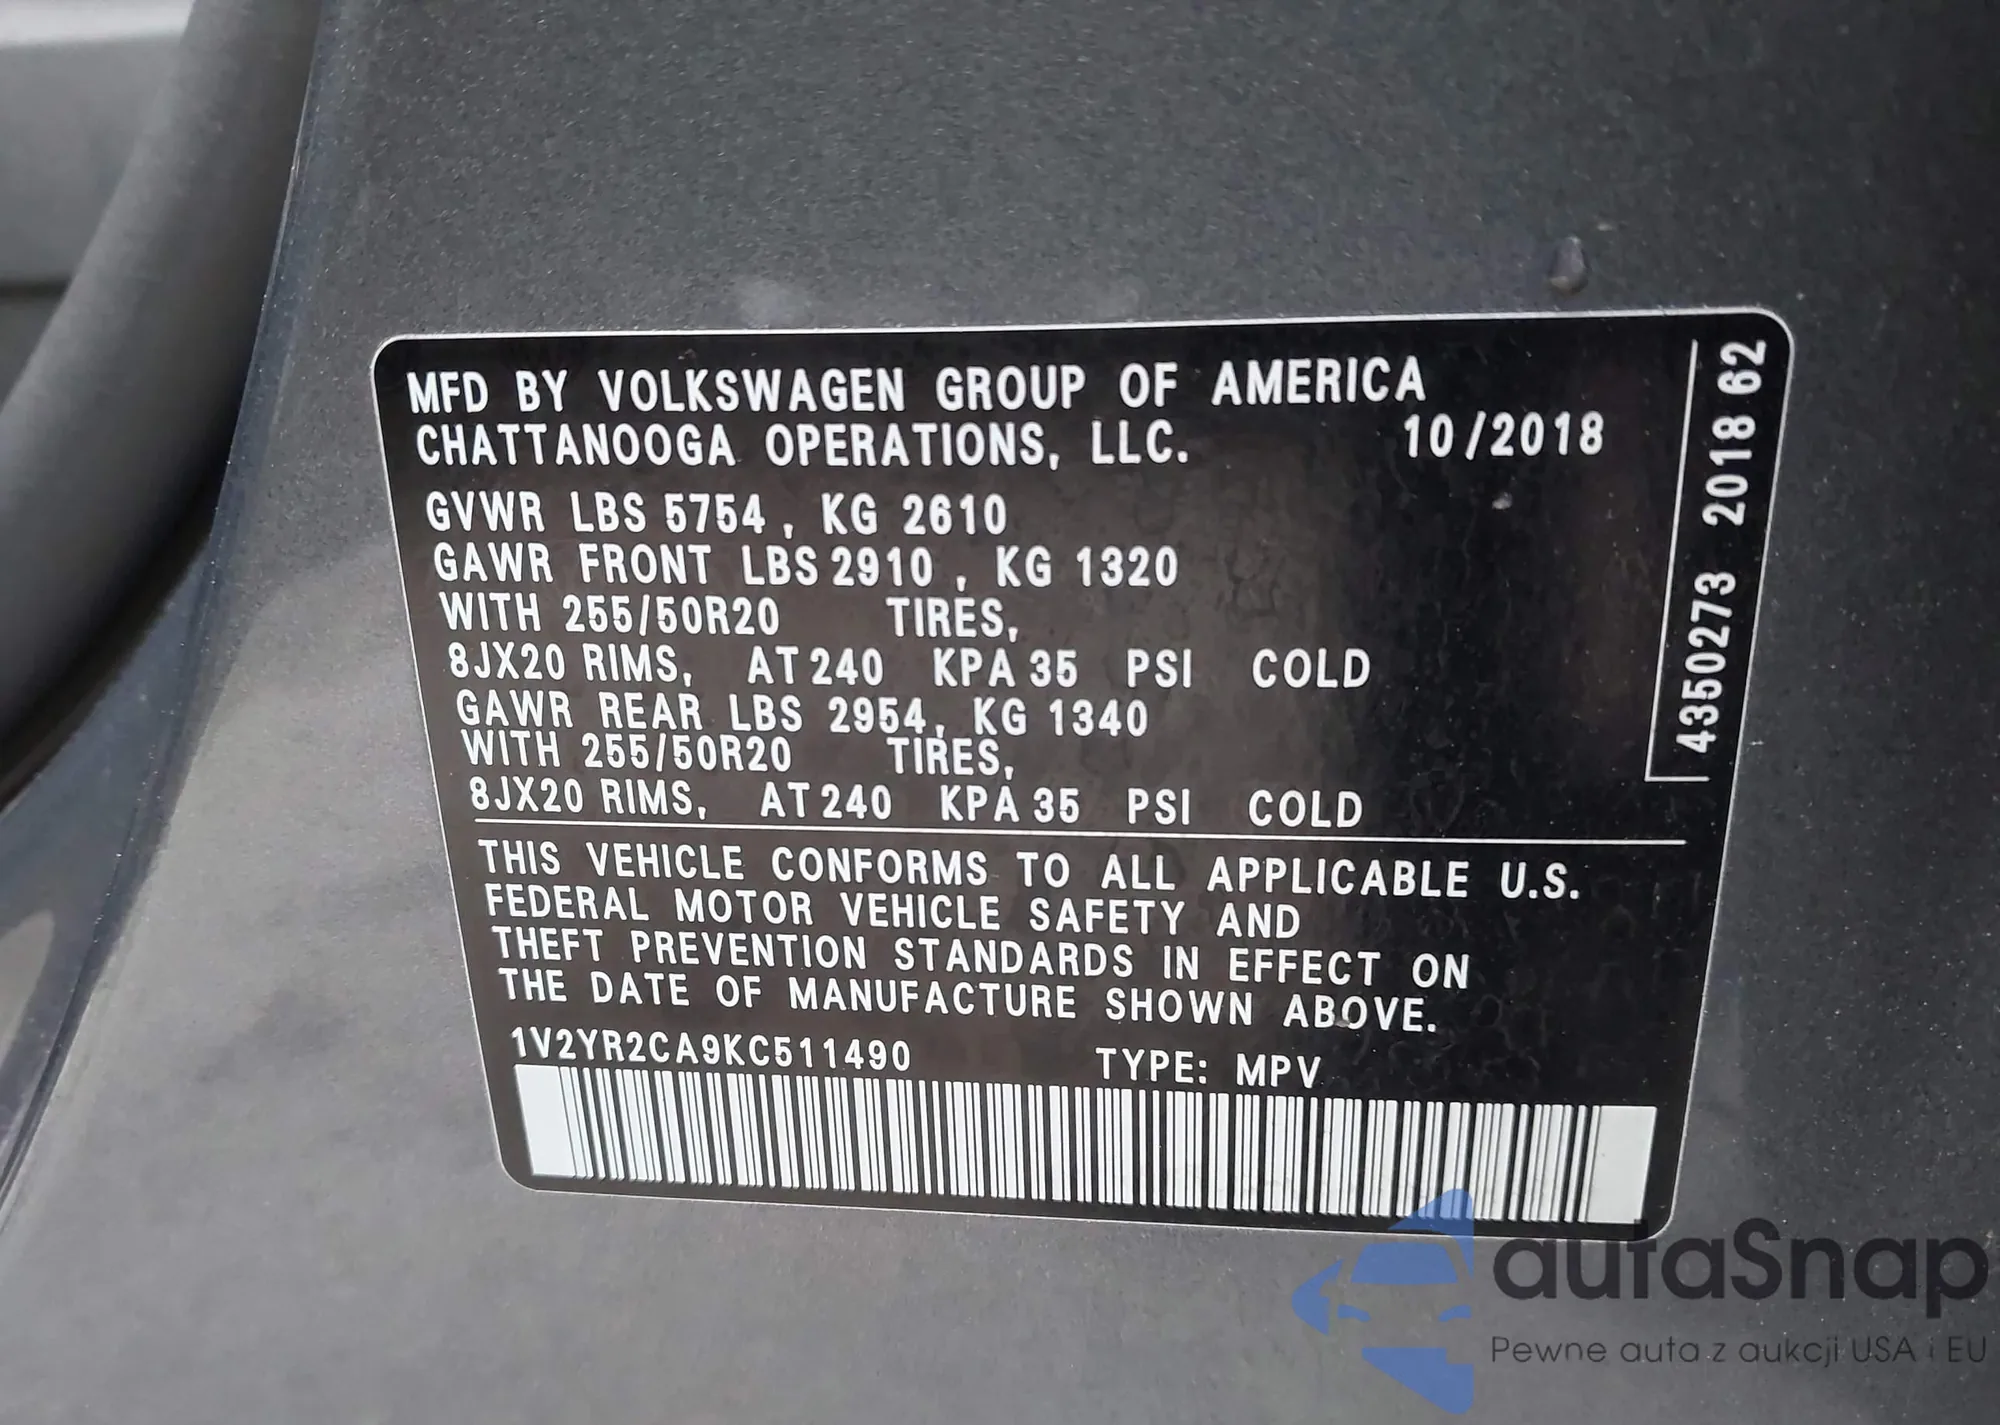 MFD BY VOLKSWAGEN GROUP OF AMERICA
CHATTANOOGA OPERATIONS, LLC. 10/2018
GVWR LBS 5754, KG 2610
GAWR FRONT LBS 2910, KG 1320
WITH 255/50R20 TIRES,
8JX20 RIMS, AT 240 KPA 35 PSI COLD
GAWR REAR LBS 2954, KG 1340
WITH 255/50R20 TIRES,
8JX20 RIMS, AT 240 KPA 35 PSI COLD
THIS VEHICLE CONFORMS TO ALL APPLICABLE U.S.
FEDERAL MOTOR VEHICLE SAFETY AND
THEFT PREVENTION STANDARDS IN EFFECT ON
THE DATE OF MANUFACTURE SHOWN ABOVE.
1V2YR2CA9KC511490 TYPE: MPV
4350273 2018 62
autaSnap
Pewne auta z aukcji USA i EU